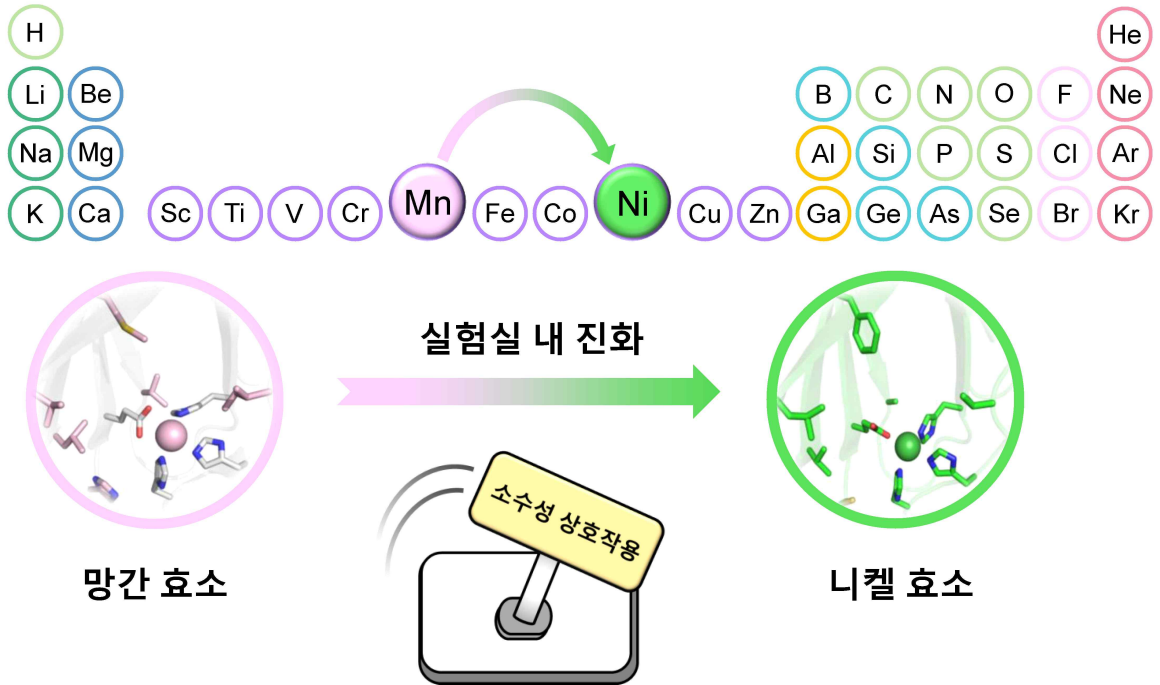 H He
Li Be B C N O F Ne
Na Mg Al Si P S Cl Ar
K Ca Sc Ti V Cr Mn Fe Co Ni Cu Zn Ga Ge As Se Br Kr
실험실 내 진화
소수성 상호작용
망간 효소 니켈 효소